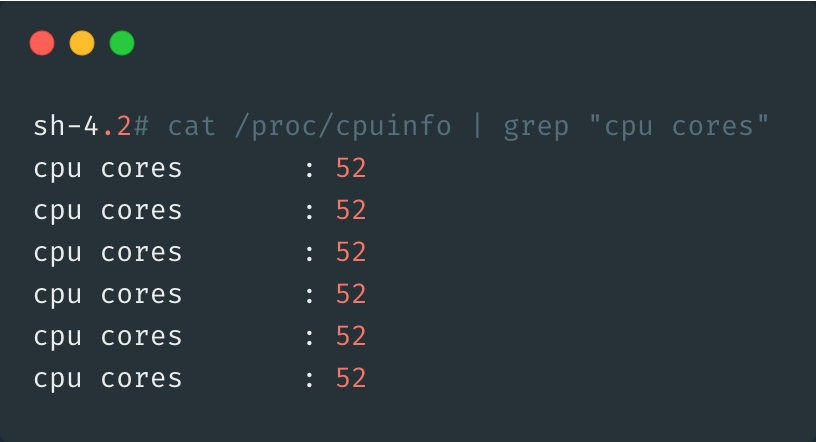 sh-4.2# cat /proc/cpuinfo | grep "cpu cores"
cpu cores       : 52
cpu cores       : 52
cpu cores       : 52
cpu cores       : 52
cpu cores       : 52
cpu cores       : 52